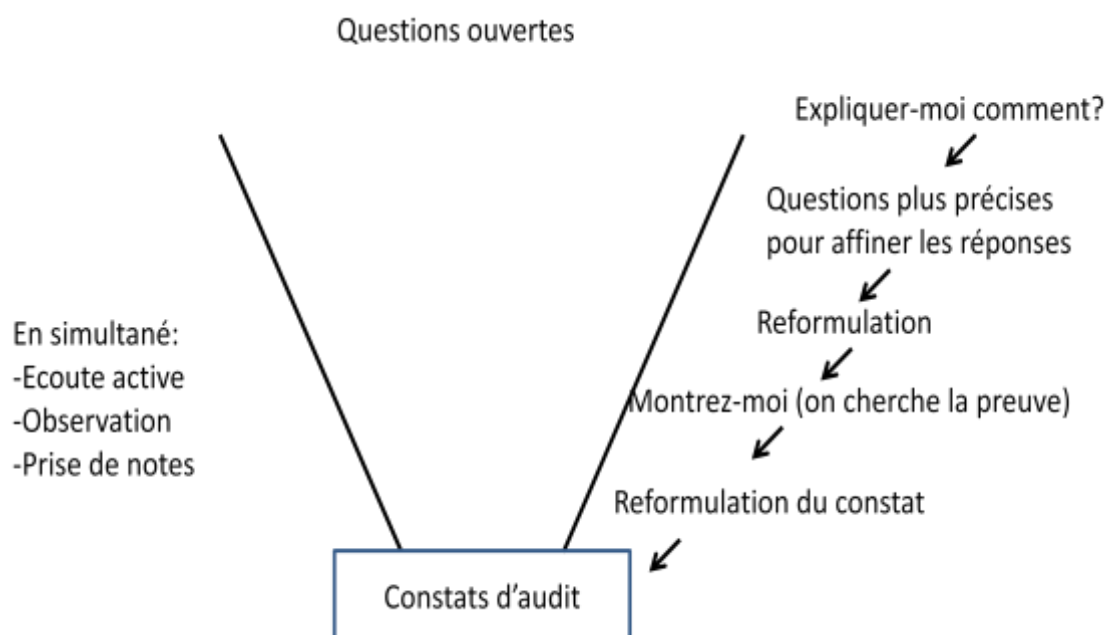 Questions ouvertes
Expliquer-moi comment?
Questions plus précises
pour affiner les réponses
Reformulation
En simultané:
-Ecoute active
-Observation
-Prise de notes
Montrez-moi (on cherche la preuve)
Reformulation du constat
Constats d'audit